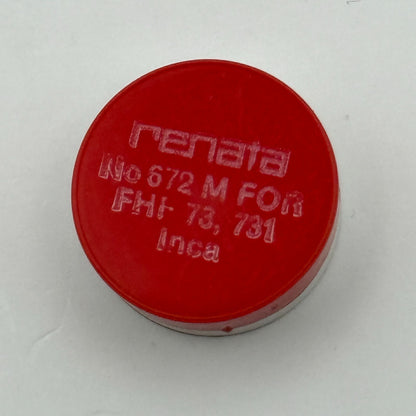 renata
No 672 M FOR
FHF 73, 731
Inca